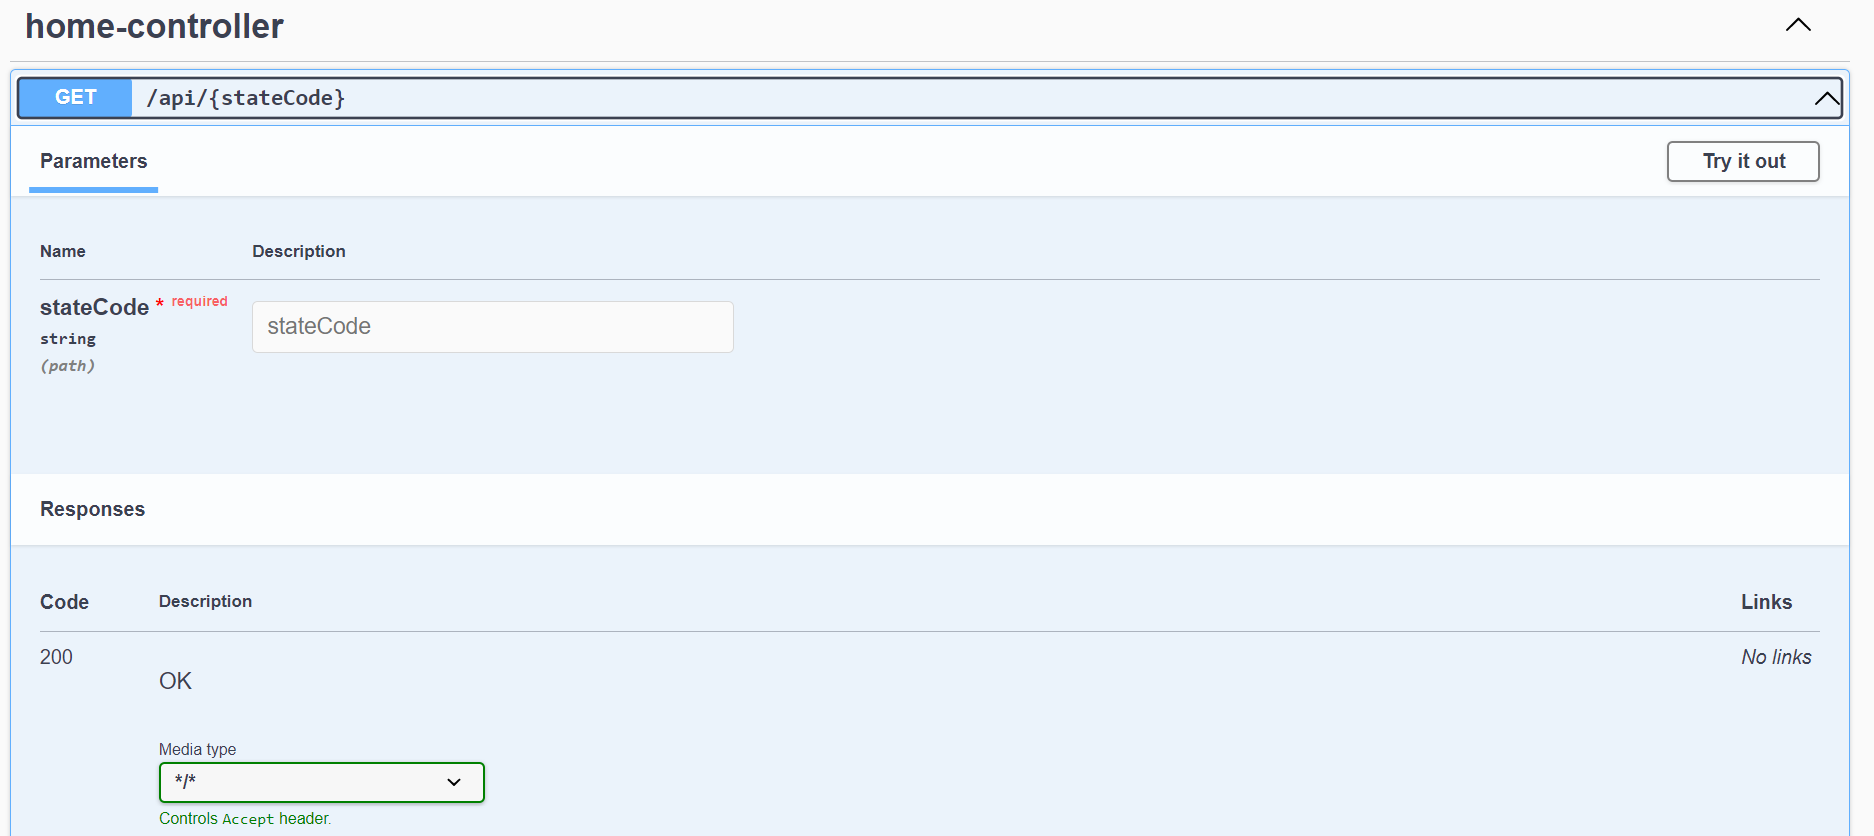 home-controller
GET /api/{stateCode}
Parameters
Try it out
Name Description
stateCode * required
string
(path)
stateCode
Responses
Code Description Links
200
OK
No links
Media type
*/*
Controls Accept header.